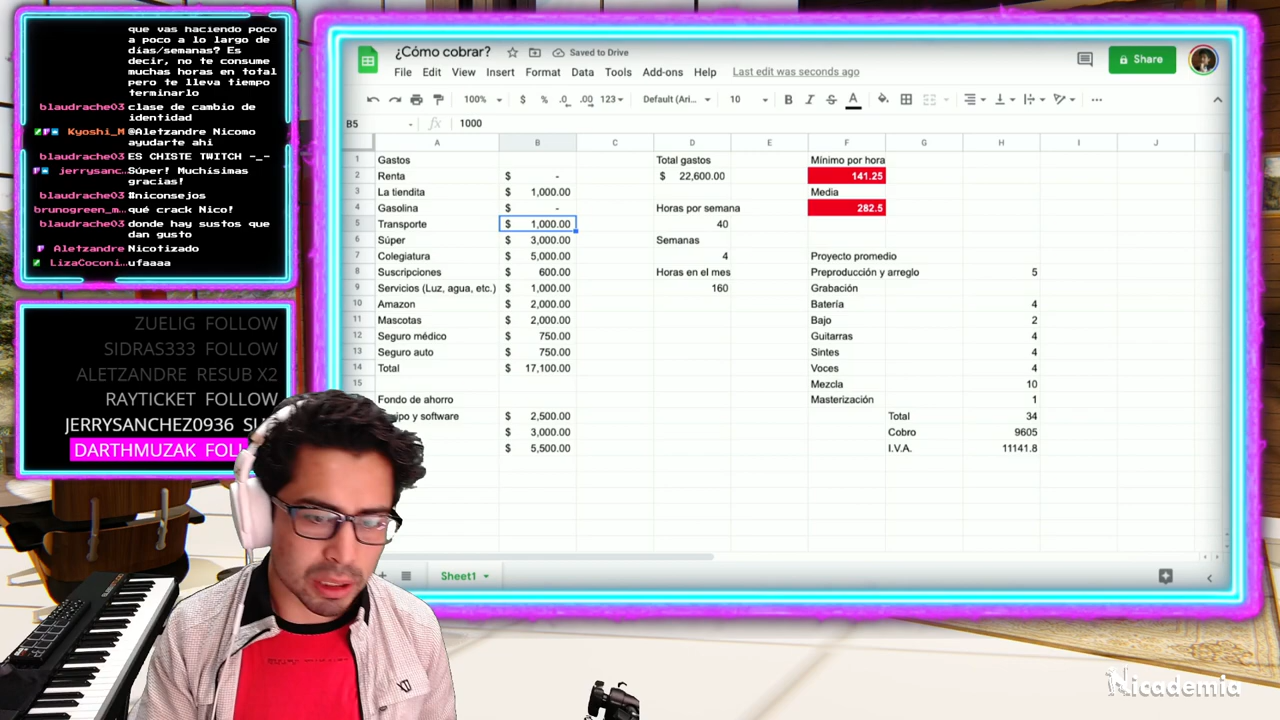 que vas haciendo poco
a poco a lo largo de
días/semanas? Es
decir, no te consume
muchas horas en total
pero te lleva tiempo
terminarlo
blaudrache03 clase de cambio de
identidad
Kyoshi_M @Aletzandre Nicomo
ayudarte ahi
blaudrache03 ES CHISTE TWITCH -_-
jerrysanc… Súper! Muchísimas
gracias!
blaudrache03 #niconsejos
brunogreen_m… qué crack Nico!
blaudrache03 donde hay sustos que
dan gusto
Aletzandre Nicotizado
LizaCoconi… ufaaaa
ZUELIG FOLLOW
SIDRAS333 FOLLOW
ALETZANDRE RESUB X2
RAYTICKET FOLLOW
JERRYSANCHEZ0936
DARTHMUZAK
¿Cómo cobrar? Saved to Drive
File Edit View Insert Format Data Tools Add-ons Help Last edit was seconds ago
Share
100% $ % .0 .00 123 Default (Ari... 10 B I S A
B5 fx 1000
A B C D E F G H I J
1 Gastos Total gastos Mínimo por hora
2 Renta $ - $ 22,600.00 141.25
3 La tiendita $ 1,000.00 Media
4 Gasolina $ - Horas por semana 282.5
5 Transporte $ 1,000.00 40
6 Súper $ 3,000.00 Semanas
7 Colegiatura $ 5,000.00 4 Proyecto promedio
8 Suscripciones $ 600.00 Horas en el mes Preproducción y arreglo 5
9 Servicios (Luz, agua, etc.) $ 1,000.00 160 Grabación
10 Amazon $ 2,000.00 Batería 4
11 Mascotas $ 2,000.00 Bajo 2
12 Seguro médico $ 750.00 Guitarras 4
13 Seguro auto $ 750.00 Sintes 4
14 Total $ 17,100.00 Voces 4
15 Mezcla 10
Fondo de ahorro Masterización 1
y software $ 2,500.00 Total 34
$ 3,000.00 Cobro 9605
$ 5,500.00 I.V.A. 11141.8
Sheet1
Nicademia